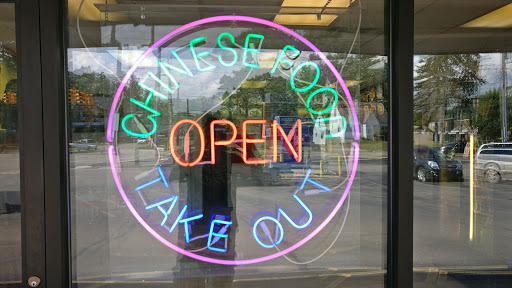 CHINESE FOOD
OPEN
TAKE OUT